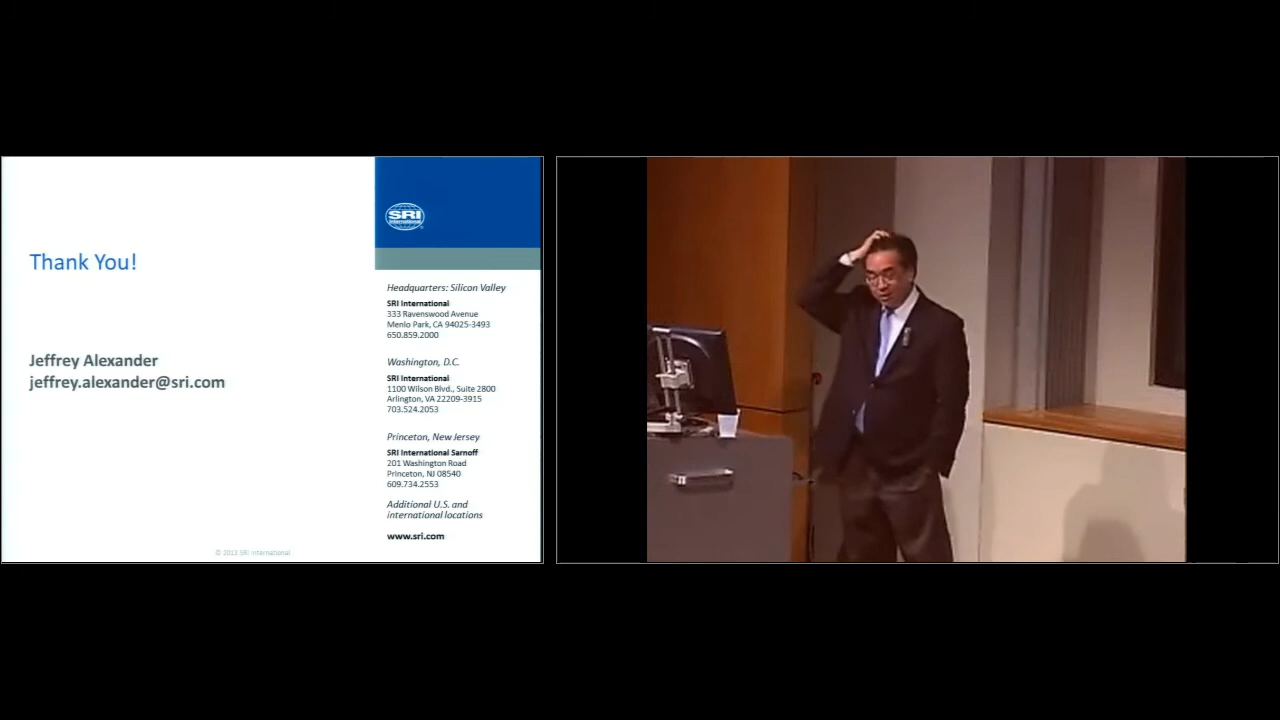 SRI
International
Thank You!
Jeffrey Alexander
jeffrey.alexander@sri.com
Headquarters: Silicon Valley
SRI International
333 Ravenswood Avenue
Menlo Park, CA 94025-3493
650.859.2000
Washington, D.C.
SRI International
1100 Wilson Blvd., Suite 2800
Arlington, VA 22209-3915
703.524.2053
Princeton, New Jersey
SRI International Sarnoff
201 Washington Road
Princeton, NJ 08540
609.734.2553
Additional U.S. and
international locations
www.sri.com
© 2013 SRI International